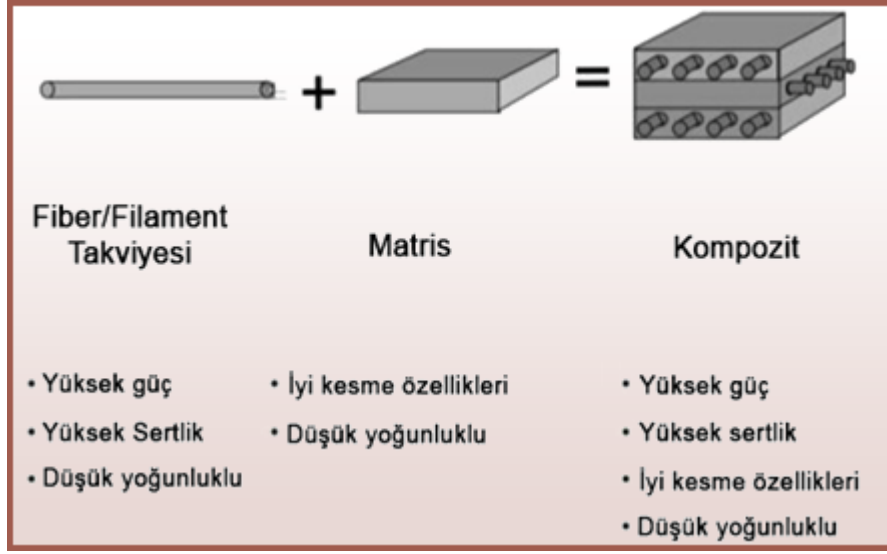 +
=
Fiber/Filament
Takviyesi
Matris
Kompozit
• Yüksek güç
• Yüksek Sertlik
• Düşük yoğunluklu
• İyi kesme özellikleri
• Düşük yoğunluklu
• Yüksek güç
• Yüksek sertlik
• İyi kesme özellikleri
• Düşük yoğunluklu